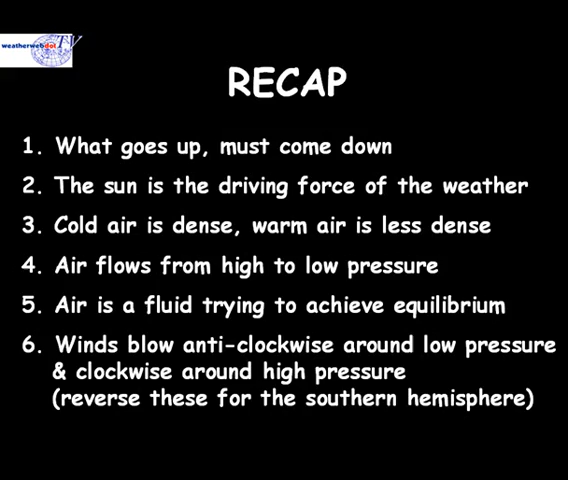 weatherwebdotTV
RECAP
1. What goes up, must come down
2. The sun is the driving force of the weather
3. Cold air is dense, warm air is less dense
4. Air flows from high to low pressure
5. Air is a fluid trying to achieve equilibrium
6. Winds blow anti-clockwise around low pressure
& clockwise around high pressure
(reverse these for the southern hemisphere)